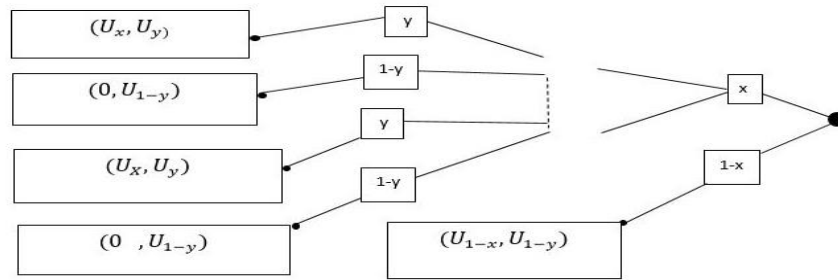 (U_x, U_y)
y
(0, U_{1-y})
1-y
x
y
(U_X, U_y)
1-x
1-y
(0 , U_{1-y})
(U_{1-x}, U_{1-y})